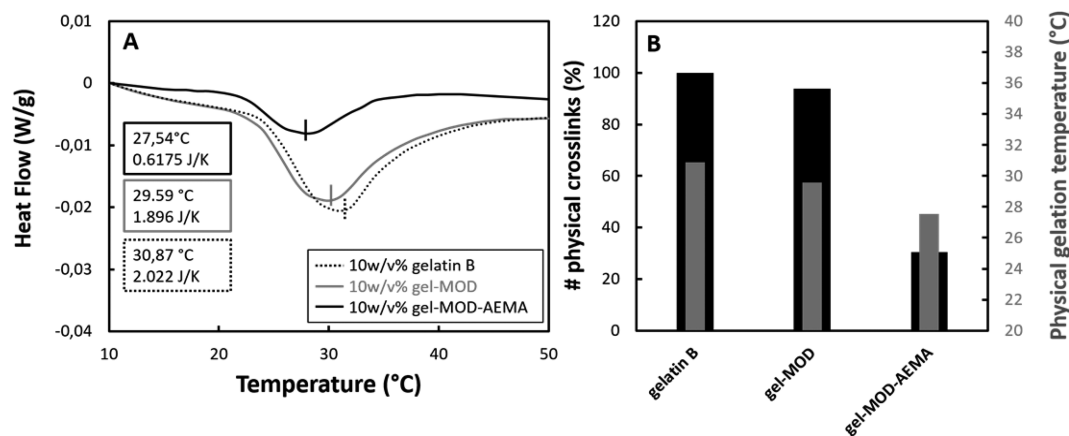 A
Heat Flow (W/g)
0,01
0
-0,01
-0,02
-0,03
-0,04
27,54°C
0.6175 J/K
29.59 °C
1.896 J/K
30,87 °C
2.022 J/K
10w/v% gelatin B
10w/v% gel-MOD
10w/v% gel-MOD-AEMA
10
20
30
40
50
Temperature (°C)
B
# physical crosslinks (%)
120
100
80
60
40
20
0
40
38
36
34
32
30
28
26
24
22
20
Physical gelation temperature (°C)
gelatin B
gel-MOD
gel-MOD-AEMA